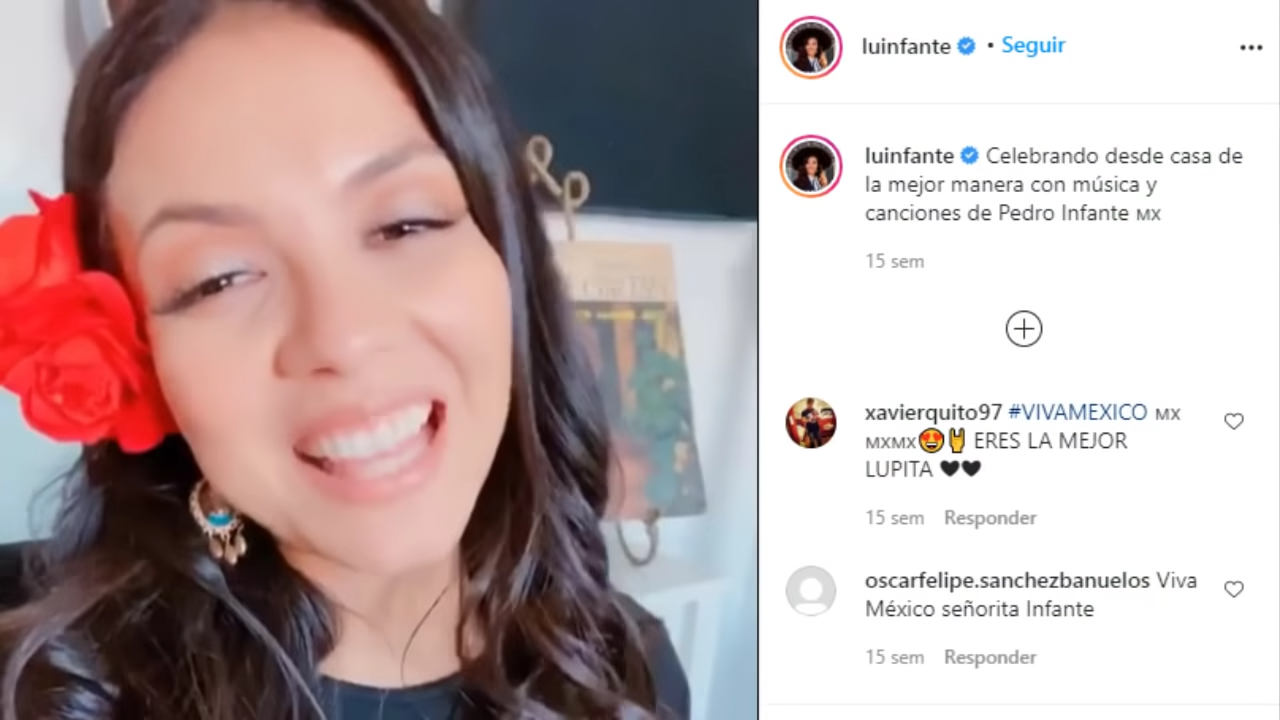 luinfante • Seguir
luinfante Celebrando desde casa de
la mejor manera con música y
canciones de Pedro Infante MX
15 sem
xavierquito97 #VIVAMEXICO MX
MXMX😍🤘 ERES LA MEJOR
LUPITA 🖤🖤
15 sem Responder
oscarfelipe.sanchezbanuelos Viva
México señorita Infante
15 sem Responder